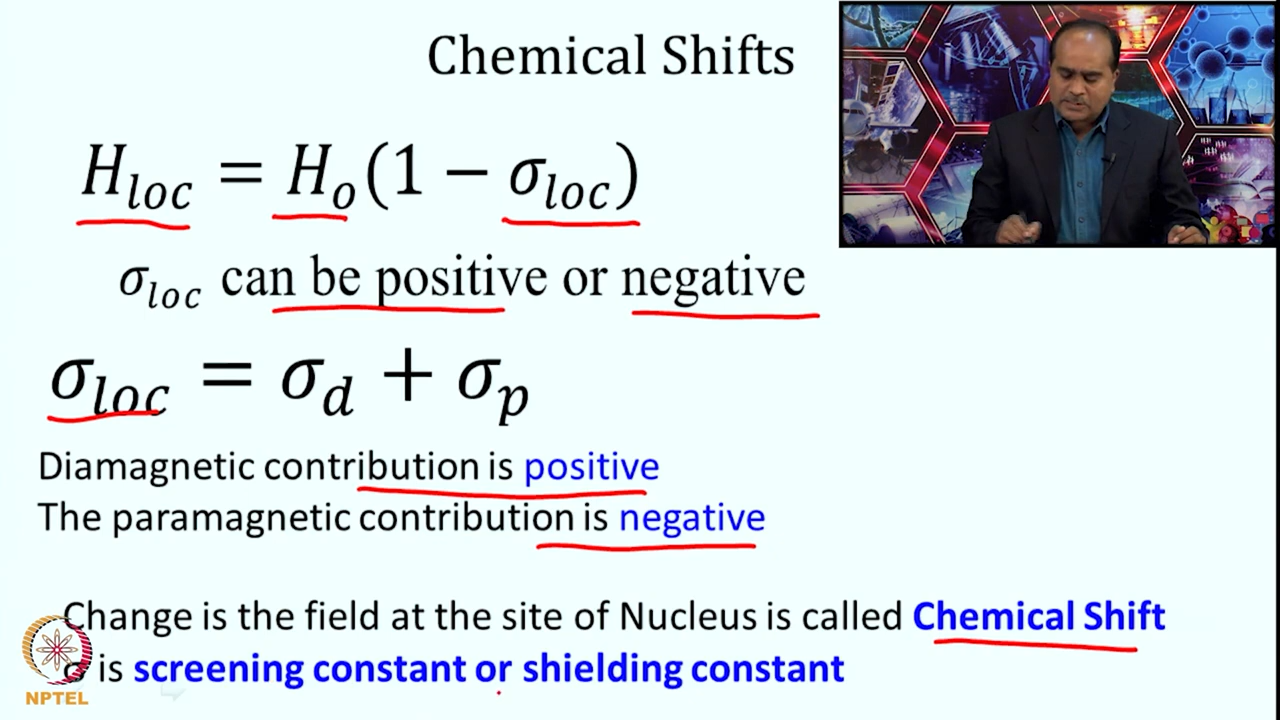 Chemical Shifts
H_loc = H_o(1 − σ_loc)
σ_loc can be positive or negative
σ_loc = σ_d + σ_p
Diamagnetic contribution is positive
The paramagnetic contribution is negative
Change is the field at the site of Nucleus is called Chemical Shift
σ is screening constant or shielding constant
NPTEL